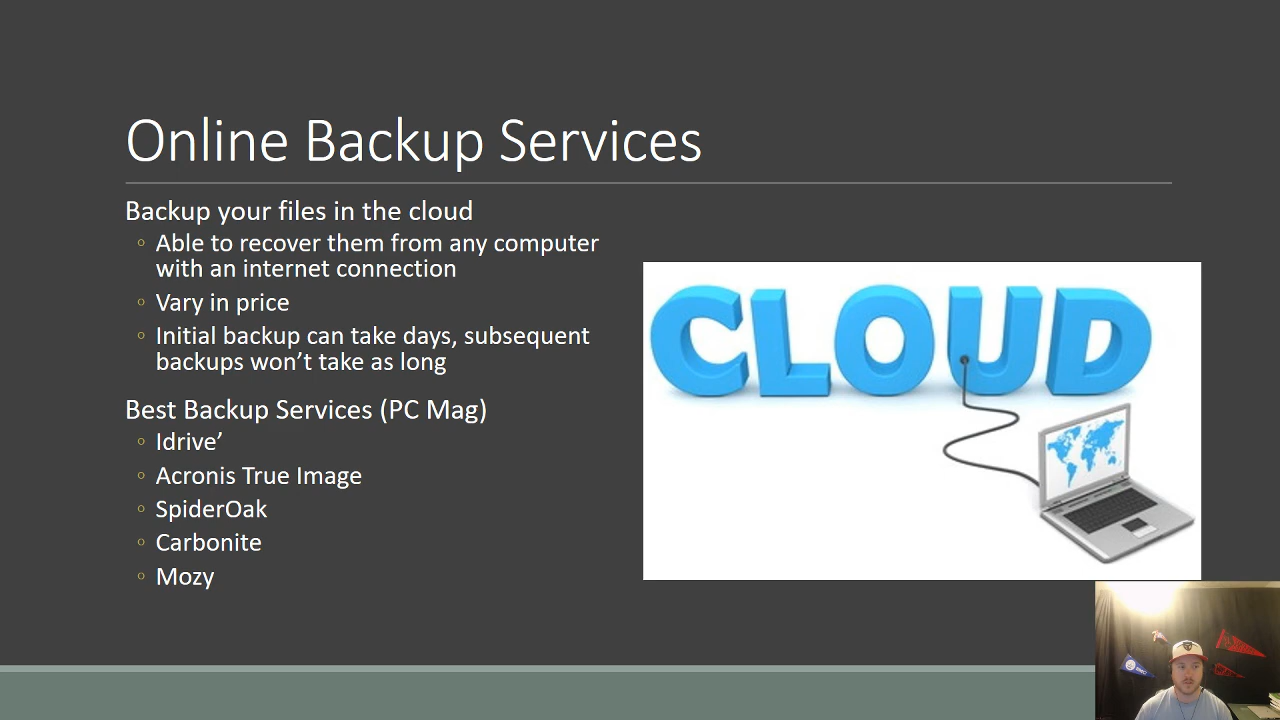 Online Backup Services
Backup your files in the cloud
Able to recover them from any computer
with an internet connection
Vary in price
Initial backup can take days, subsequent
backups won’t take as long
Best Backup Services (PC Mag)
Idrive’
Acronis True Image
SpiderOak
Carbonite
Mozy
CLOUD